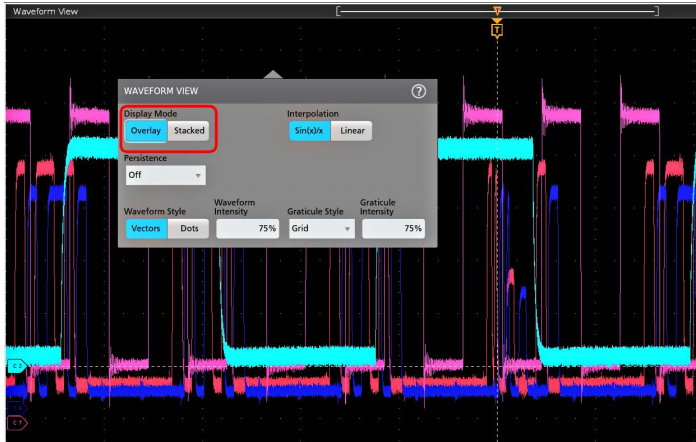 Waveform View
T
WAVEFORM VIEW
?
Display Mode
Interpolation
Overlay Stacked
Sin(x)/x Linear
Persistence
Off
Waveform Style
Waveform Intensity
Graticule Style
Graticule Intensity
Vectors Dots
75%
Grid
75%
C 2